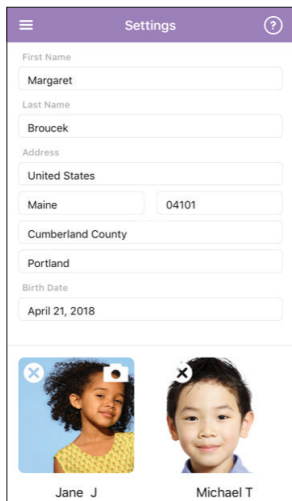 Settings
?
First Name
Margaret
Last Name
Broucek
Address
United States
Maine 04101
Cumberland County
Portland
Birth Date
April 21, 2018
Jane J Michael T